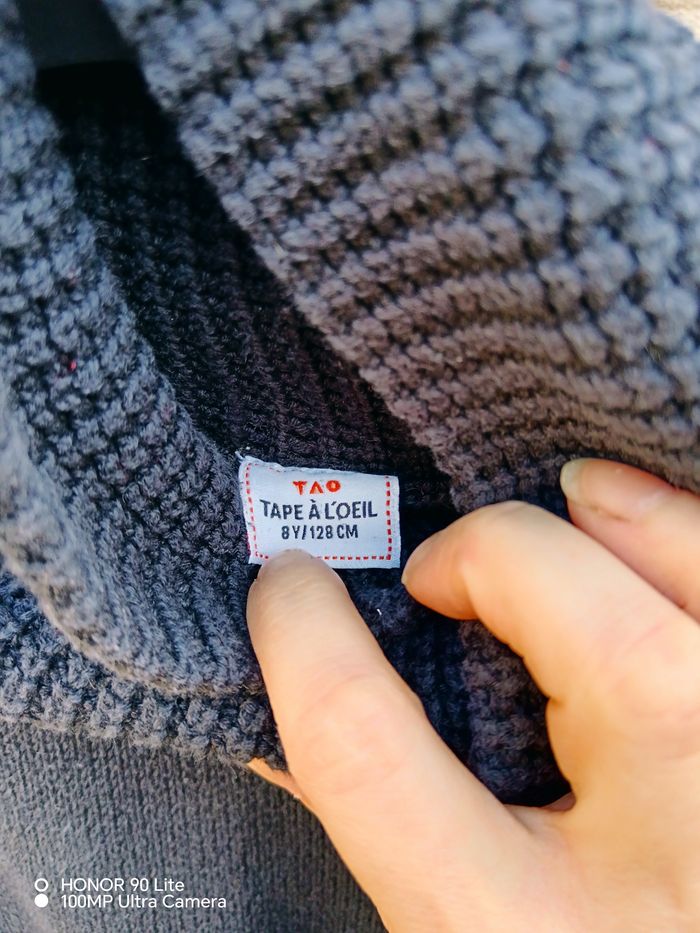 TAO
TAPE À L'OEIL
8Y/128 CM
HONOR 90 Lite
100MP Ultra Camera